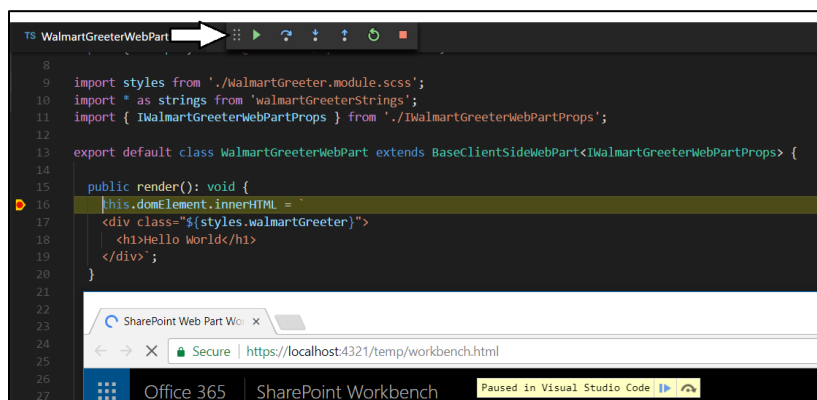 TS WalmartGreeterWebPart
8
9 import styles from './WalmartGreeter.module.scss';
10 import * as strings from 'walmartGreeterStrings';
11 import { IWalmartGreeterWebPartProps } from './IWalmartGreeterWebPartProps';
12
13 export default class WalmartGreeterWebPart extends BaseClientSideWebPart<IWalmartGreeterWebPartProps> {
14
15 public render(): void {
16 this.domElement.innerHTML = `
17 <div class="${styles.walmartGreeter}">
18 <h1>Hello World</h1>
19 </div>`;
20 }
21
22
23 SharePoint Web Part Wor
24
25 Secure | https://localhost:4321/temp/workbench.html
26
27 Office 365 SharePoint Workbench Paused in Visual Studio Code